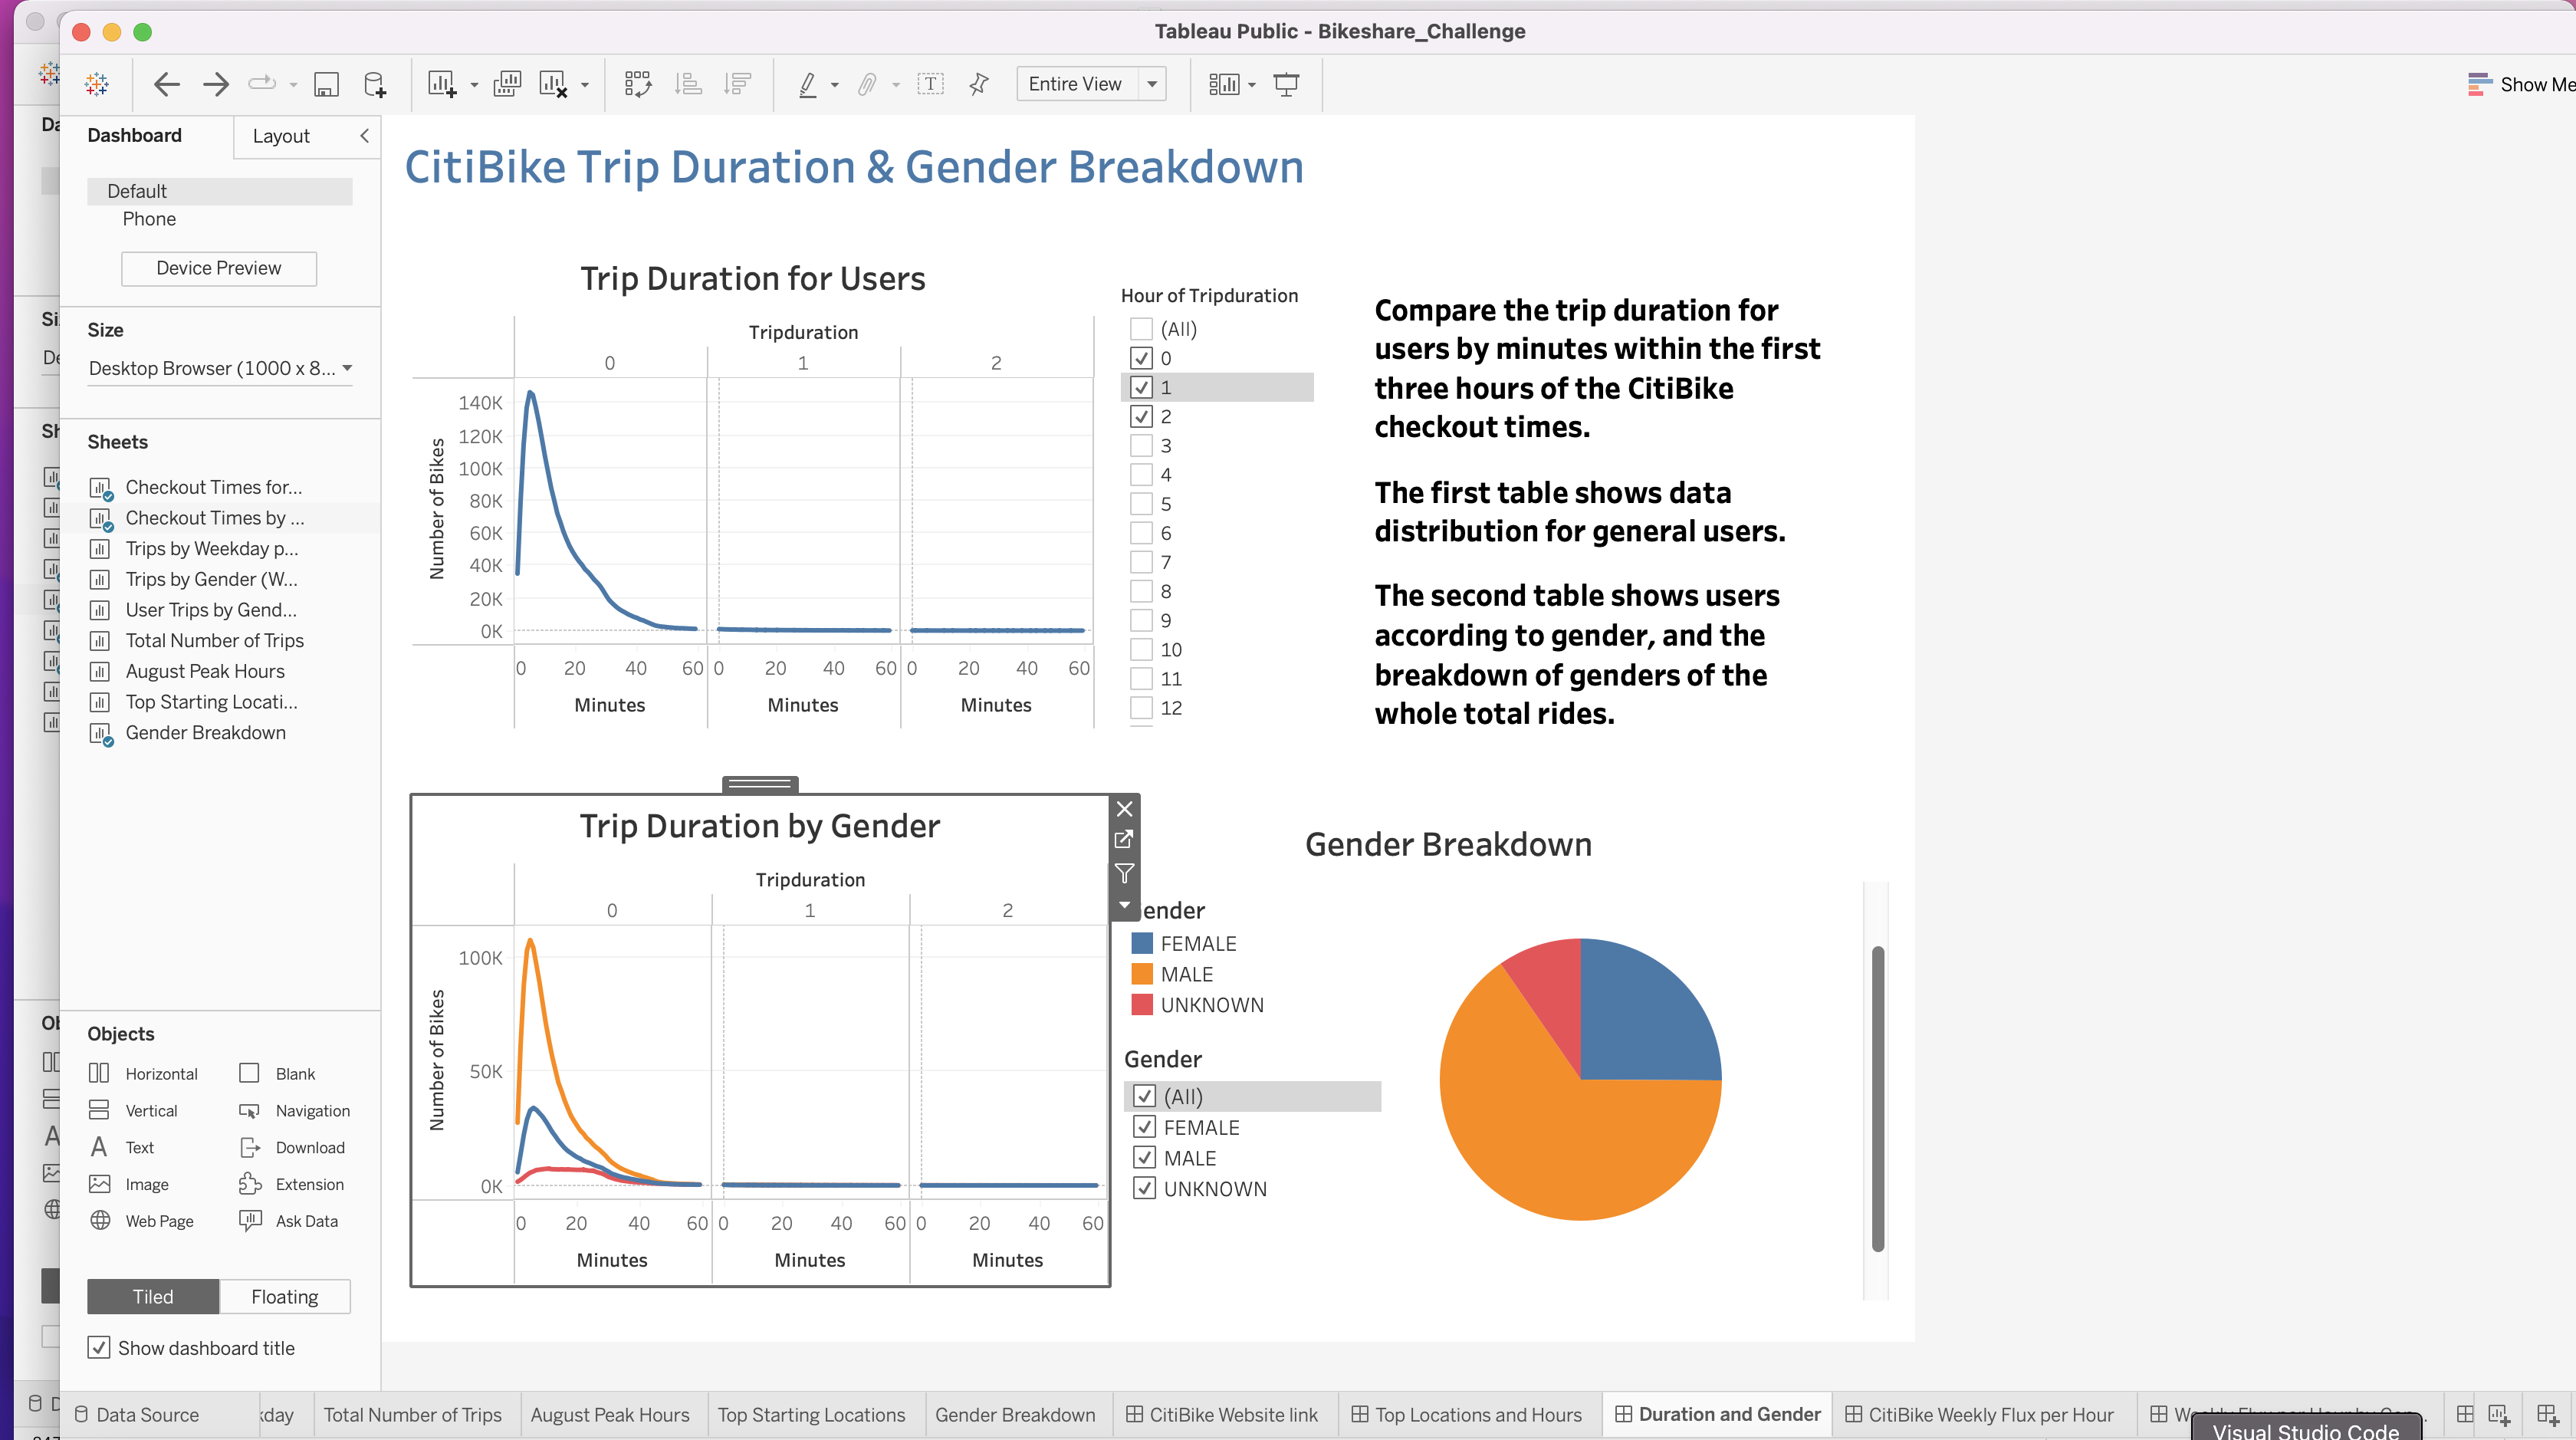 Tableau Public - Bikeshare_Challenge
Entire View
Show Me
Dashboard
Layout
Default
Phone
Device Preview
Size
Desktop Browser (1000 x 8...
Sheets
Checkout Times for...
Checkout Times by ...
Trips by Weekday p...
Trips by Gender (W...
User Trips by Gend...
Total Number of Trips
August Peak Hours
Top Starting Locati...
Gender Breakdown
Objects
Horizontal
Blank
Vertical
Navigation
Text
Download
Image
Extension
Web Page
Ask Data
Tiled
Floating
Show dashboard title
CitiBike Trip Duration & Gender Breakdown
Trip Duration for Users
Tripduration
0 1 2
140K
120K
100K
80K
60K
40K
20K
0K
Number of Bikes
0 20 40 60 0 20 40 60 0 20 40 60
Minutes Minutes Minutes
Hour of Tripduration
(All)
0
1
2
3
4
5
6
7
8
9
10
11
12
Compare the trip duration for
users by minutes within the first
three hours of the CitiBike
checkout times.
The first table shows data
distribution for general users.
The second table shows users
according to gender, and the
breakdown of genders of the
whole total rides.
Trip Duration by Gender
Tripduration
0 1 2
100K
50K
0K
Number of Bikes
0 20 40 60 0 20 40 60 0 20 40 60
Minutes Minutes Minutes
ender
FEMALE
MALE
UNKNOWN
Gender
(All)
FEMALE
MALE
UNKNOWN
Gender Breakdown
Data Source
kday
Total Number of Trips
August Peak Hours
Top Starting Locations
Gender Breakdown
CitiBike Website link
Top Locations and Hours
Duration and Gender
CitiBike Weekly Flux per Hour
Visual Studio Code